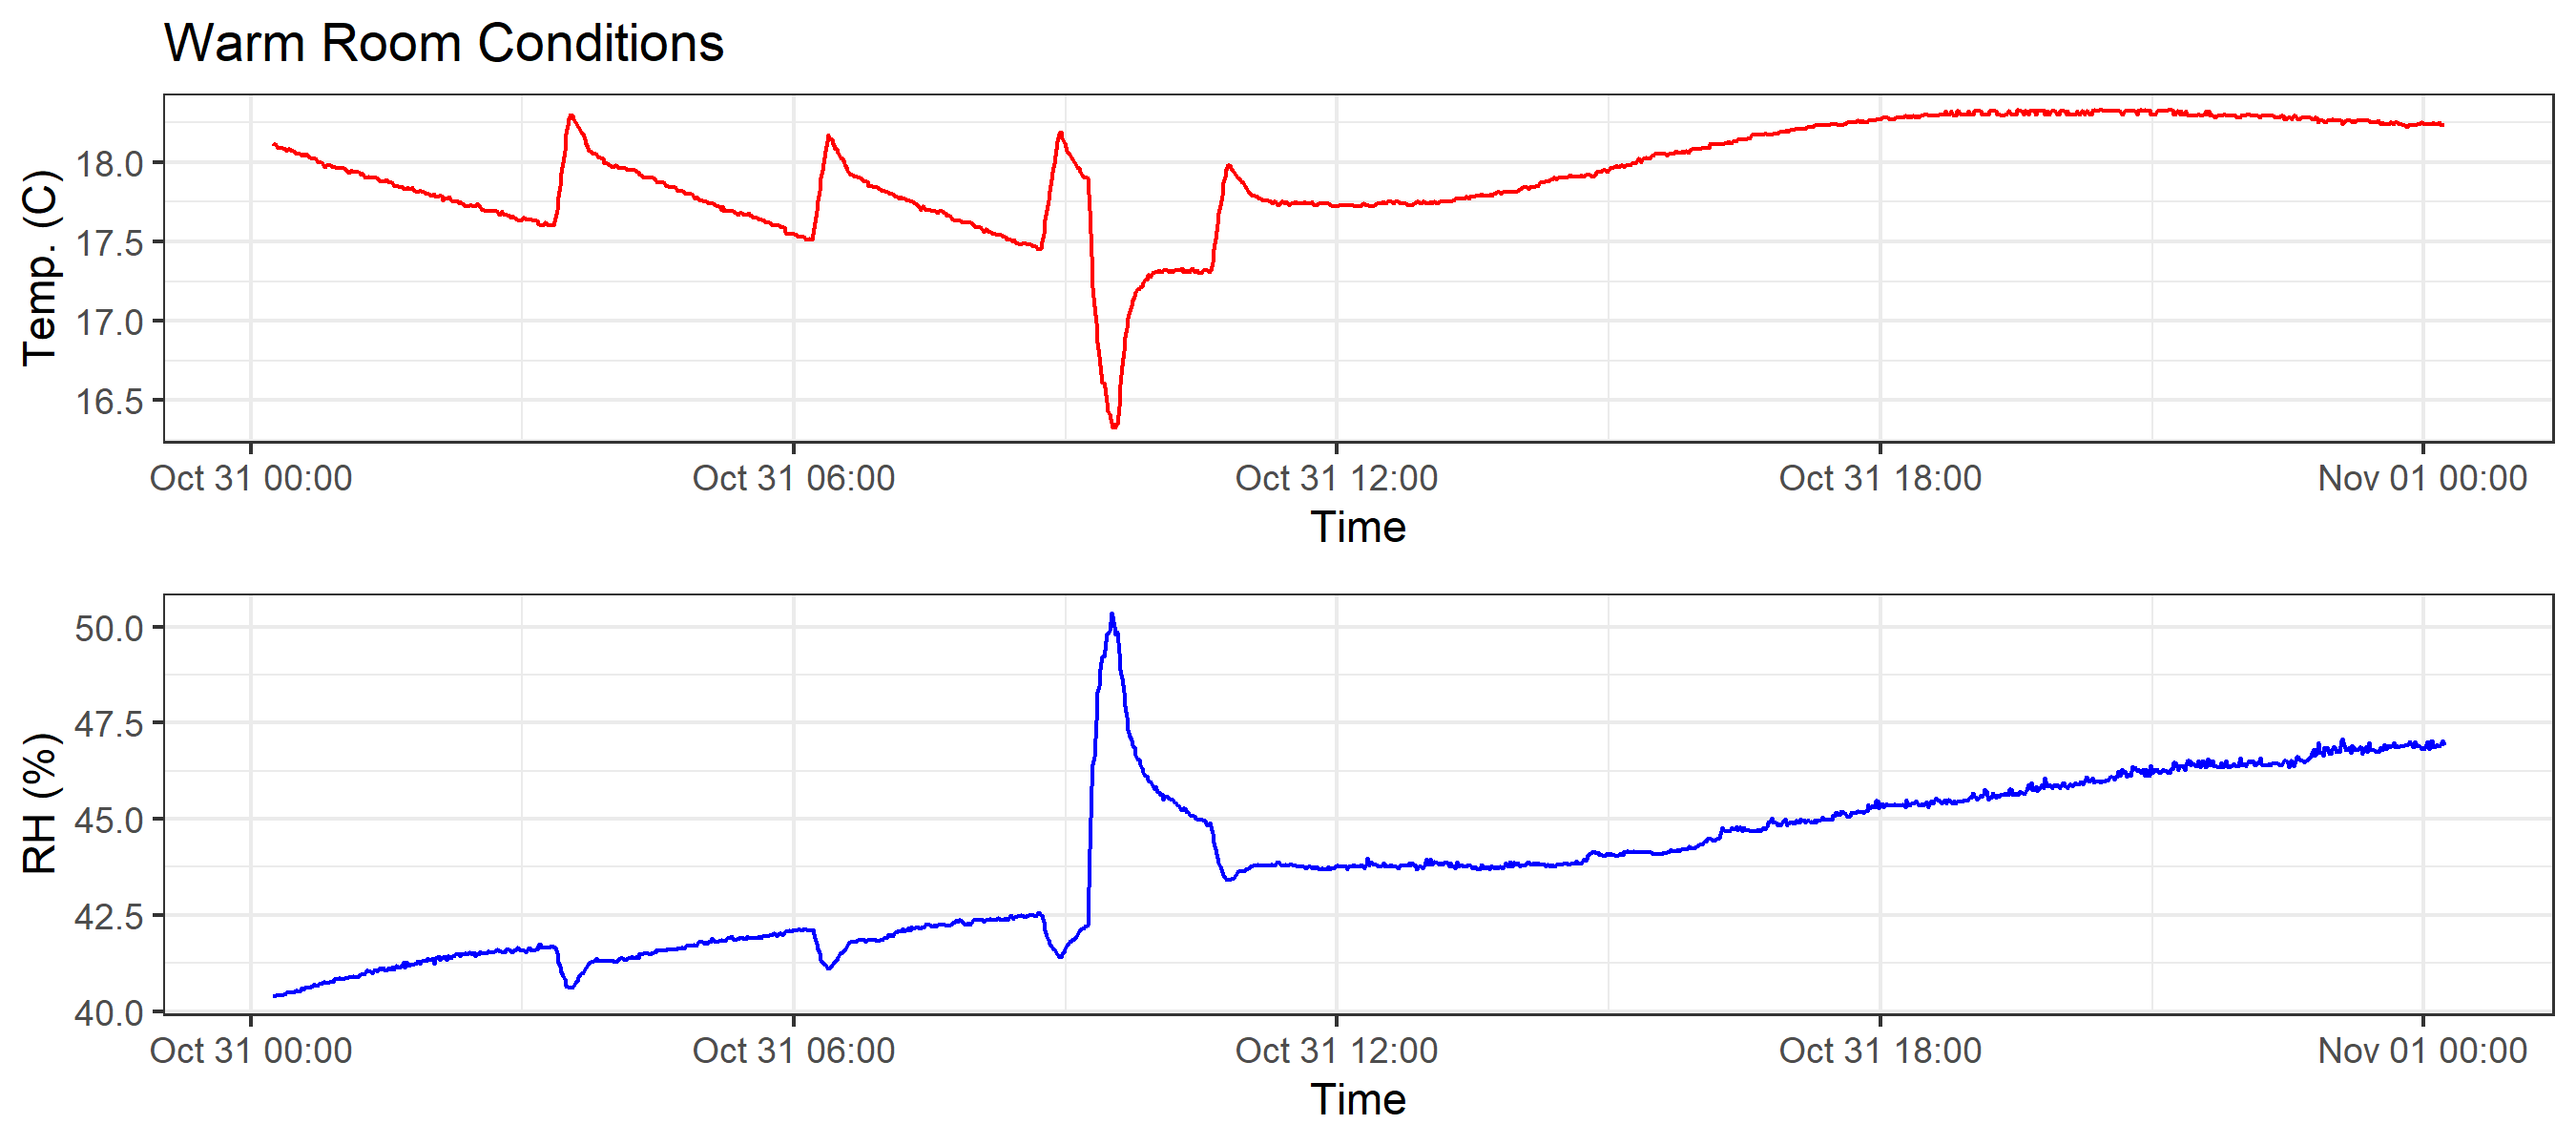 Warm Room Conditions
Temp. (C)
18.0
17.5
17.0
16.5
Oct 31 00:00 Oct 31 06:00 Oct 31 12:00 Oct 31 18:00 Nov 01 00:00
Time
RH (%)
50.0
47.5
45.0
42.5
40.0
Oct 31 00:00 Oct 31 06:00 Oct 31 12:00 Oct 31 18:00 Nov 01 00:00
Time